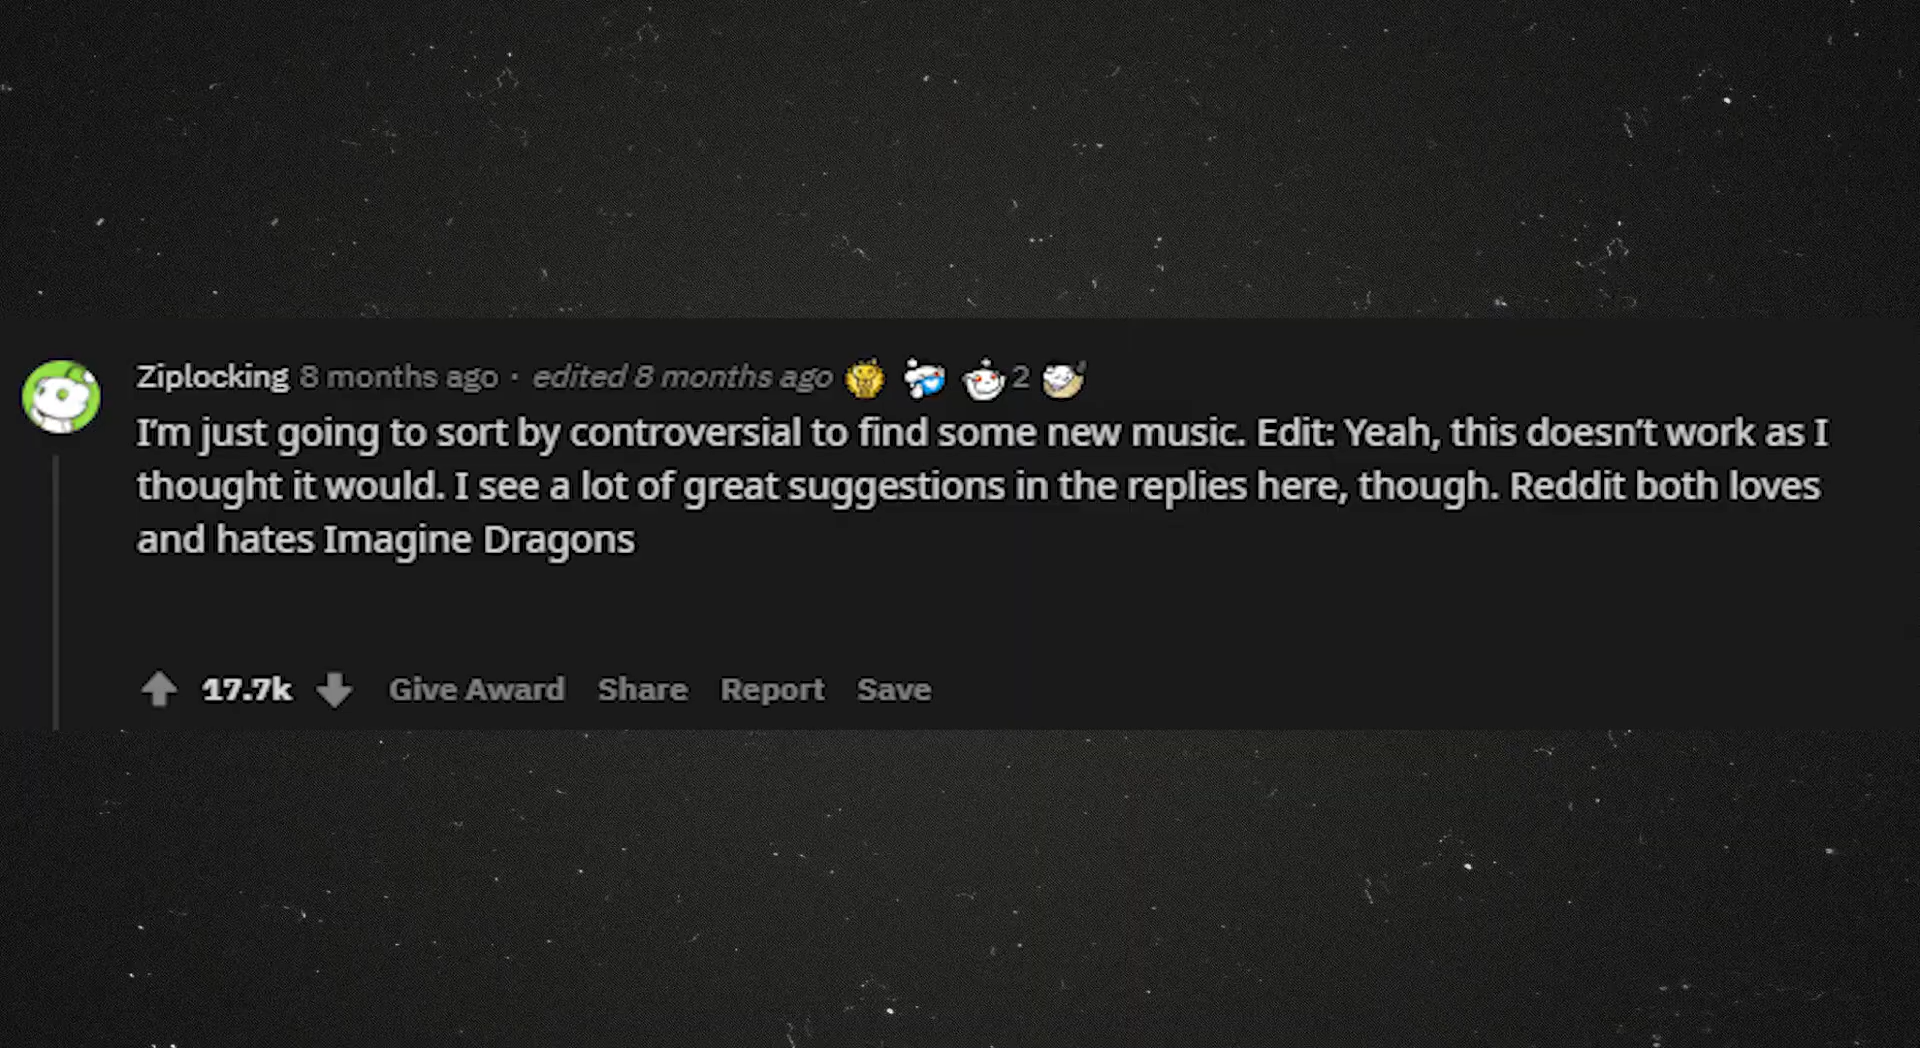 Ziplocking 8 months ago · edited 8 months ago 2
I'm just going to sort by controversial to find some new music. Edit: Yeah, this doesn't work as I
thought it would. I see a lot of great suggestions in the replies here, though. Reddit both loves
and hates Imagine Dragons
17.7k Give Award Share Report Save